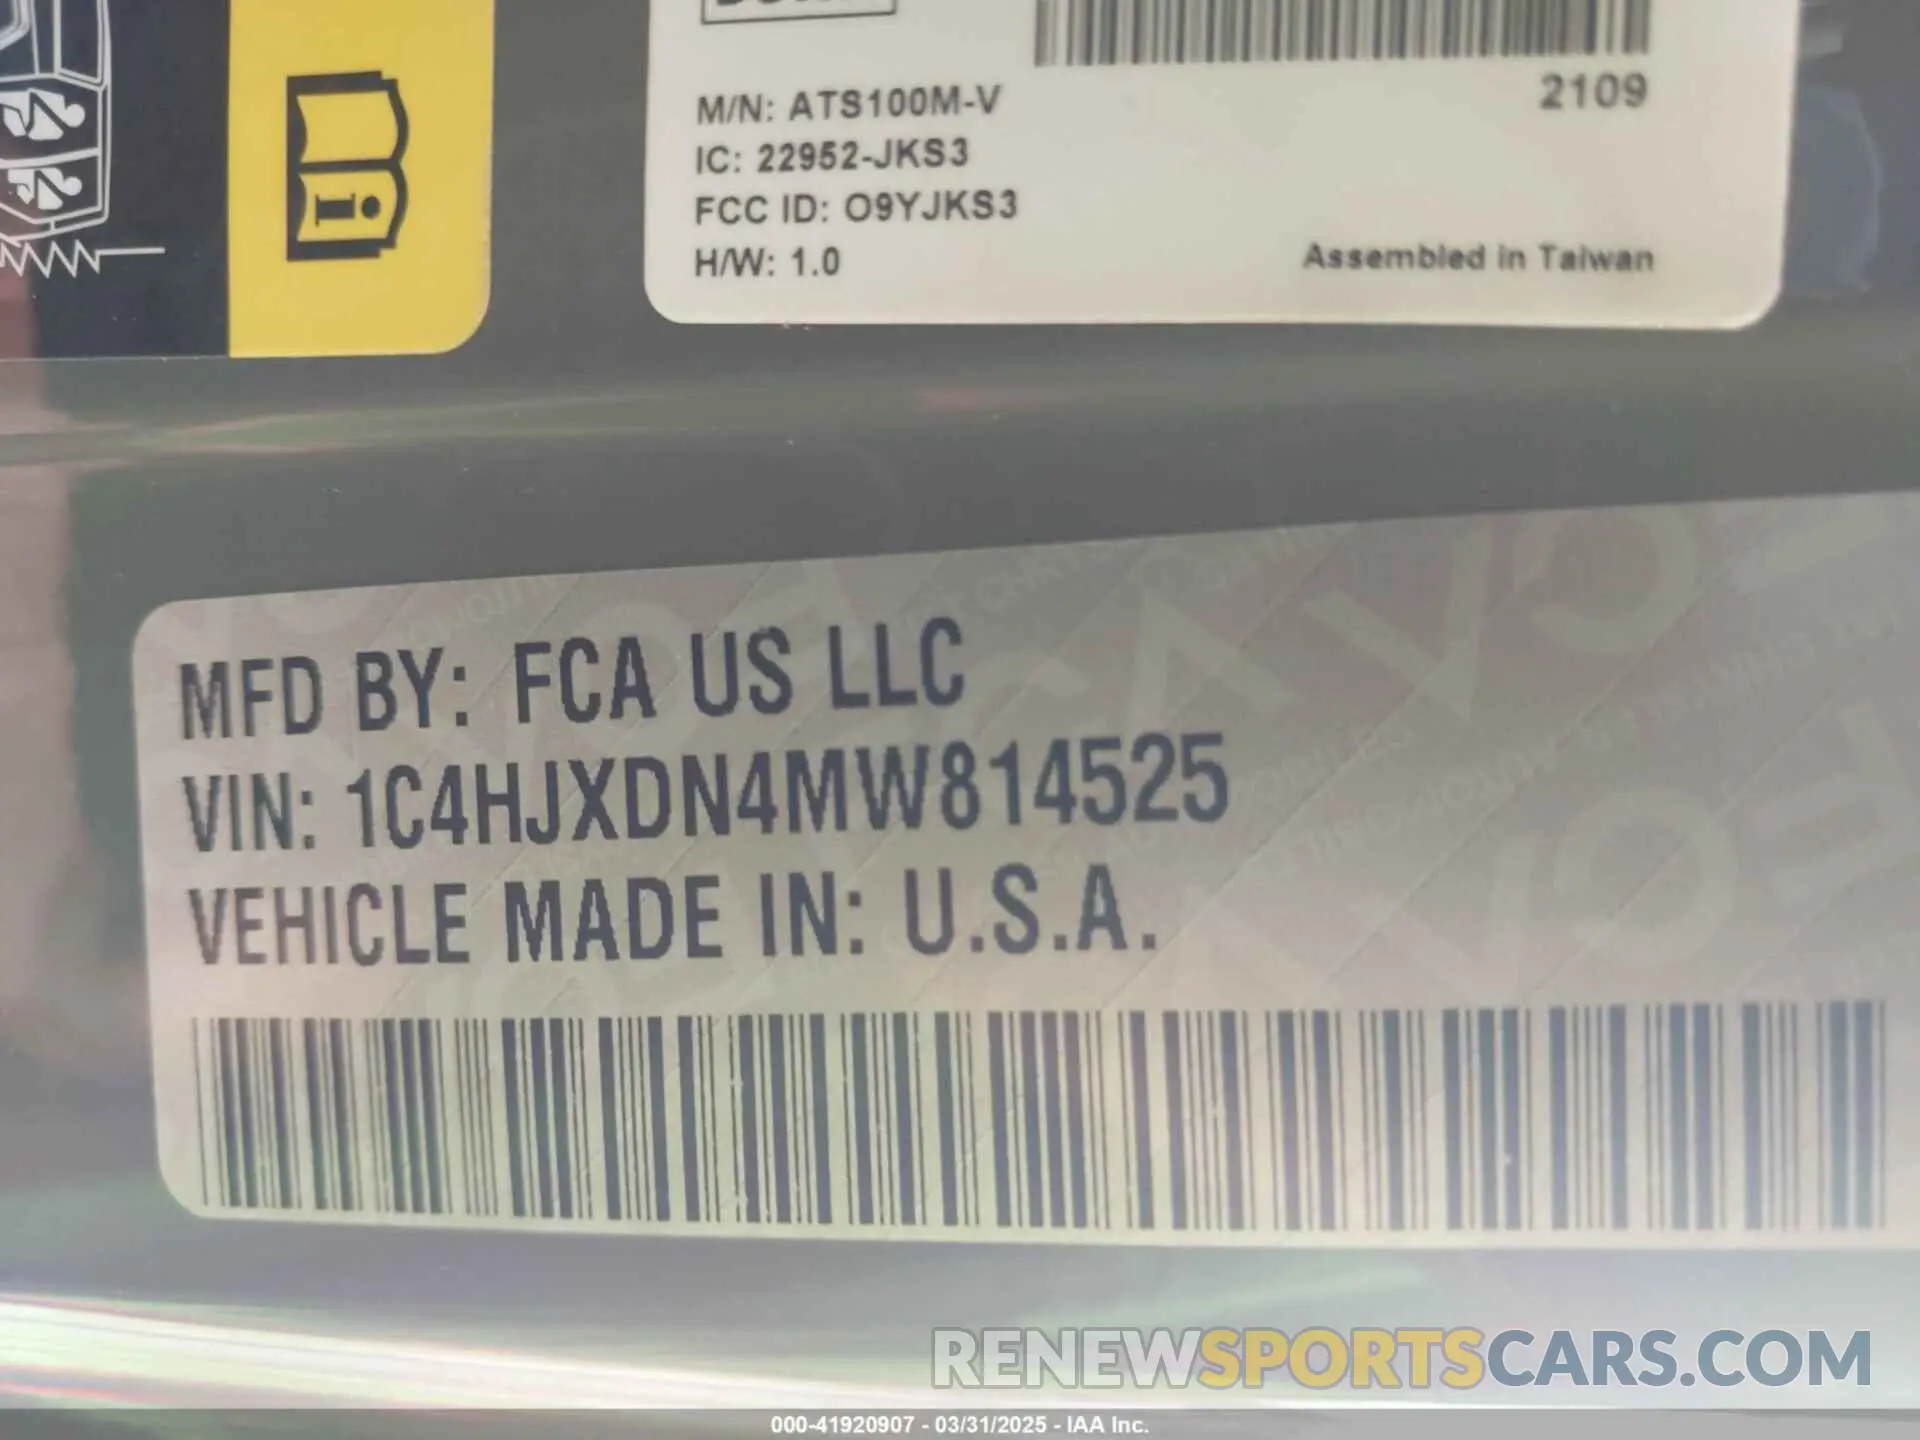 M/N: ATS100M-V
2109
IC: 22952-JKS3
FCC ID: O9YJKS3
H/W: 1.0
Assembled in Taiwan
MFD BY: FCA US LLC
VIN: 1C4HJXDN4MW814525
VEHICLE MADE IN: U.S.A.
RENEWSPORTSCARS.COM
000-41920907 - 03/31/2025 - IAA Inc.